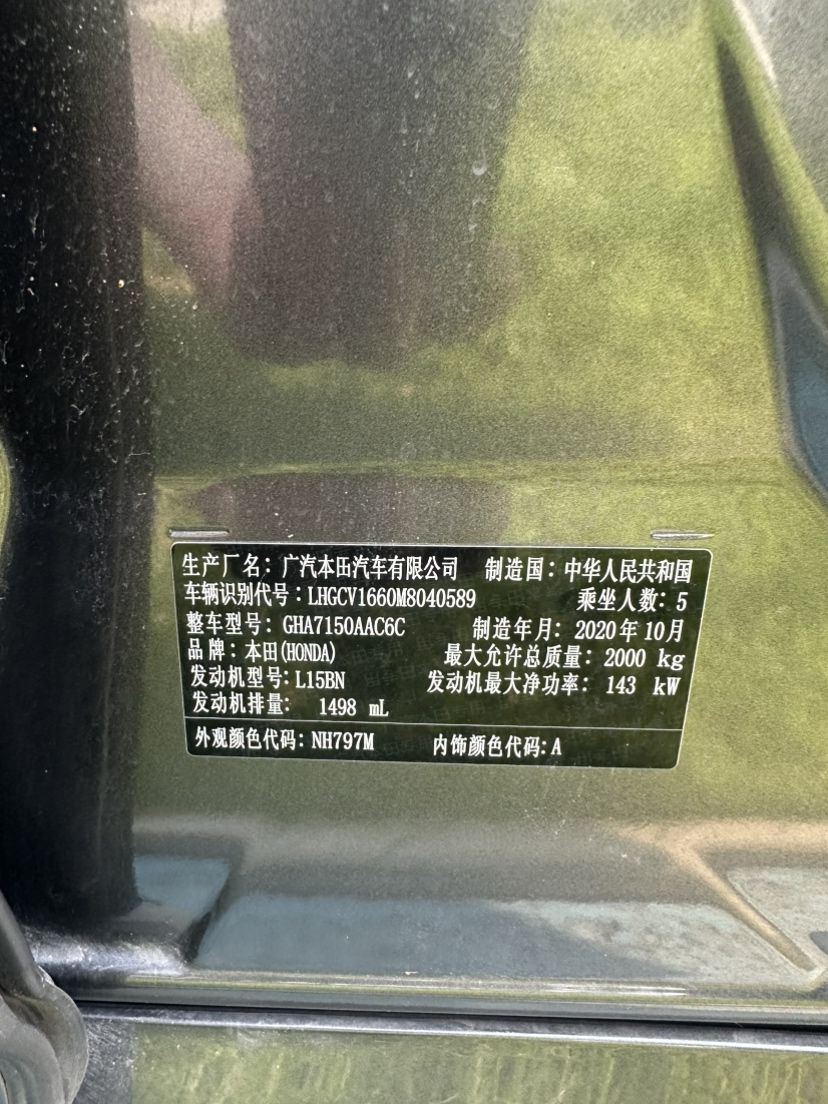 生产厂名：广汽本田汽车有限公司 制造国：中华人民共和国
车辆识别代号：LHGCV1660M8040589 乘坐人数：5
整车型号：GHA7150AAC6C 制造年月：2020年10月
品牌：本田(HONDA) 最大允许总质量：2000 kg
发动机型号：L15BN 发动机最大净功率：143 kW
发动机排量：1498 mL
外观颜色代码：NH797M 内饰颜色代码：A